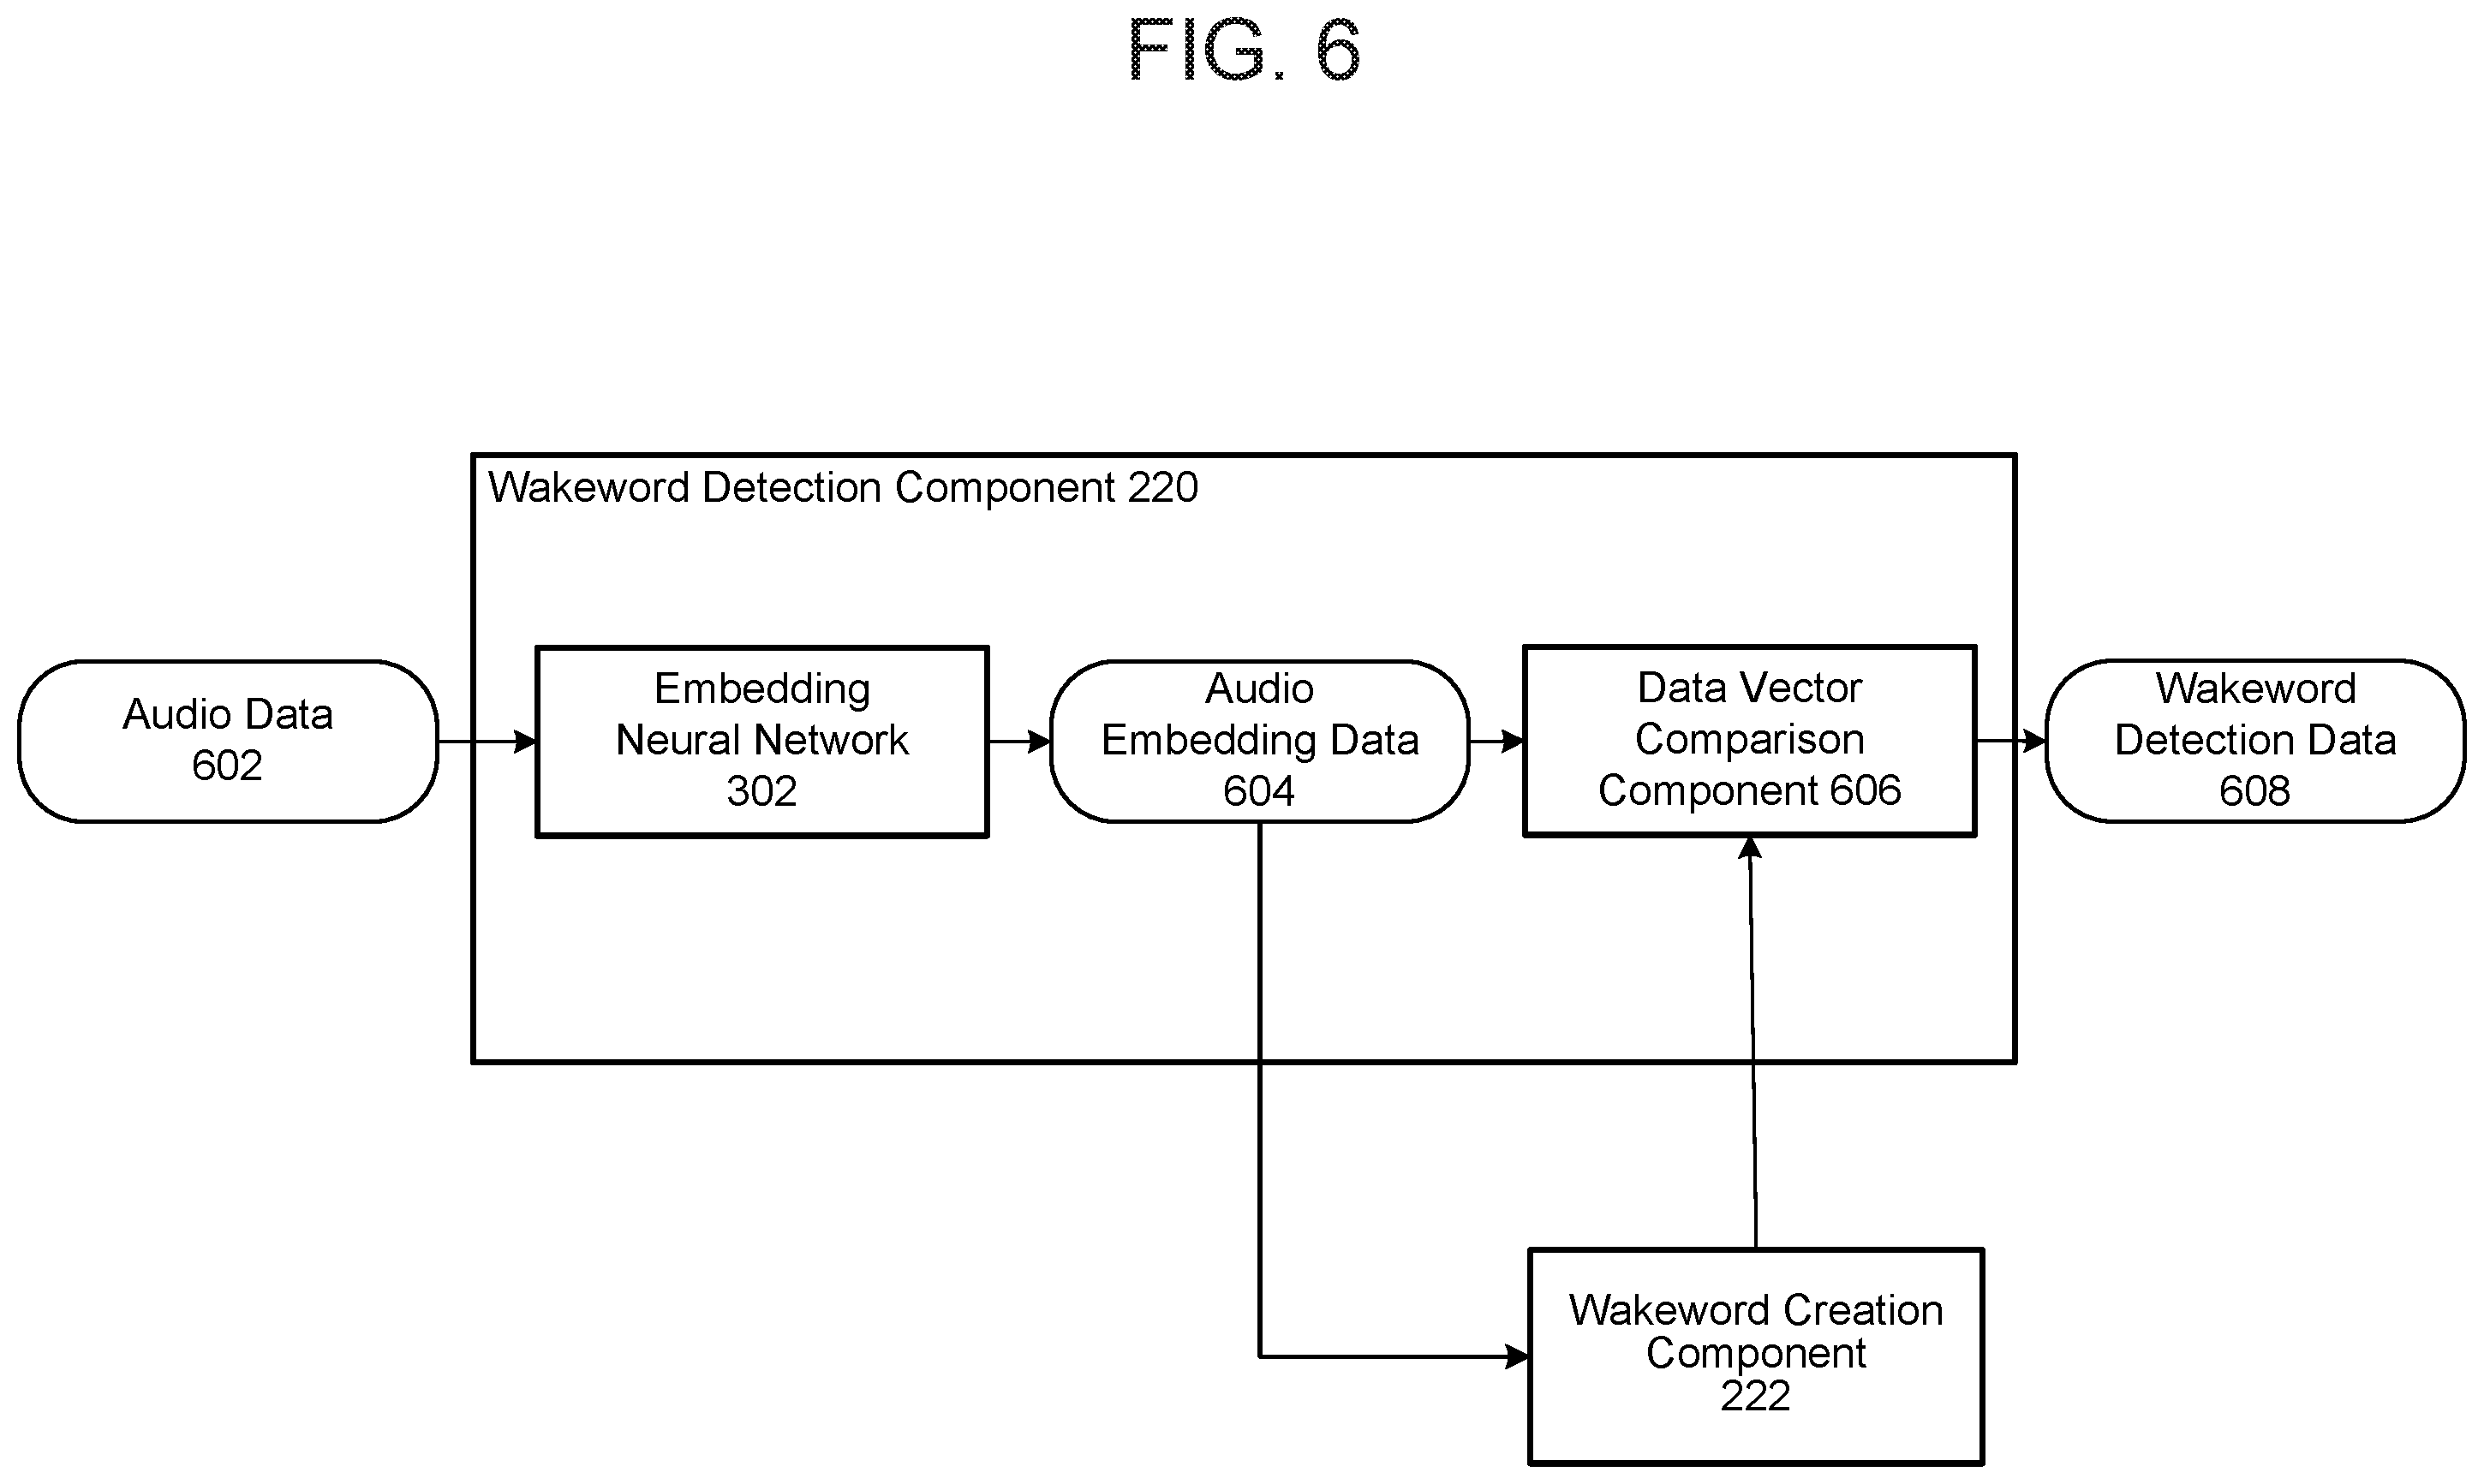 FIG. 6
Wakeword Detection Component 220
Audio Data
602
Embedding
Neural Network
302
Audio
Embedding Data
604
Data Vector
Comparison
Component 606
Wakeword
Detection Data
608
Wakeword Creation
Component
222